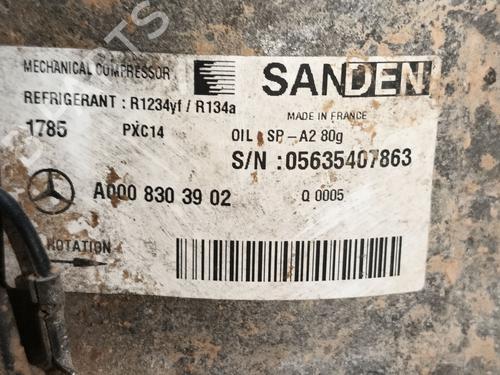 MECHANICAL COMPRESSOR
SANDEN
REFRIGERANT : R1234yf / R134a
MADE IN FRANCE
1785 PXC14
OIL : SP-A2 80g
S/N :05635407863
A000 830 39 02
Q 0005
ROTATION